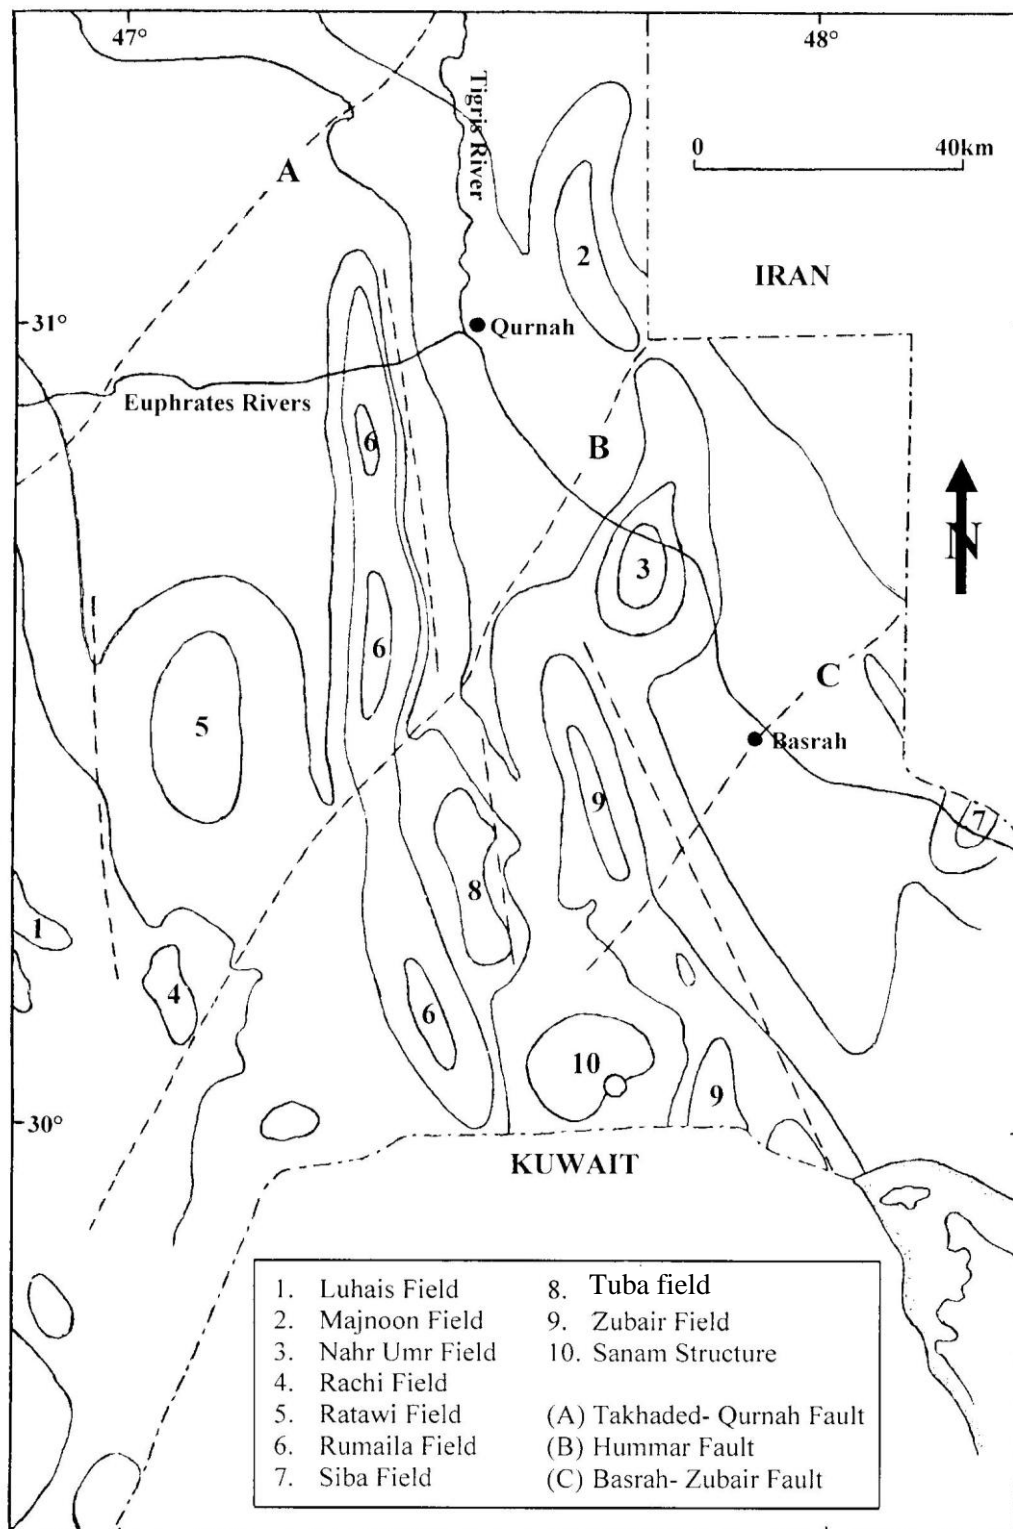 47°
48°
Tigris River
0 40km
A
2
IRAN
31°
Qurnah
Euphrates Rivers
B
6
N
3
6
C
5
Basrah
9
7
8
1
4
6
10
9
30°
KUWAIT
1. Luhais Field
2. Majnoon Field
3. Nahr Umr Field
4. Rachi Field
5. Ratawi Field
6. Rumaila Field
7. Siba Field
8. Tuba field
9. Zubair Field
10. Sanam Structure
(A) Takhaded- Qurnah Fault
(B) Hummar Fault
(C) Basrah- Zubair Fault
47°
48°